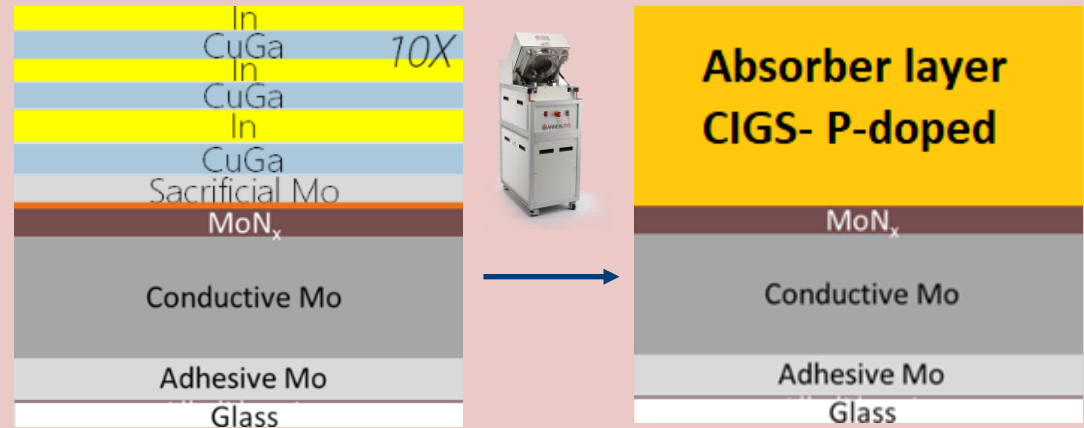 In
CuGa
10X
In
CuGa
In
CuGa
Sacrificial Mo
MoNₓ
Conductive Mo
Adhesive Mo
Glass
Absorber layer
CIGS- P-doped
MoNₓ
Conductive Mo
Adhesive Mo
Glass